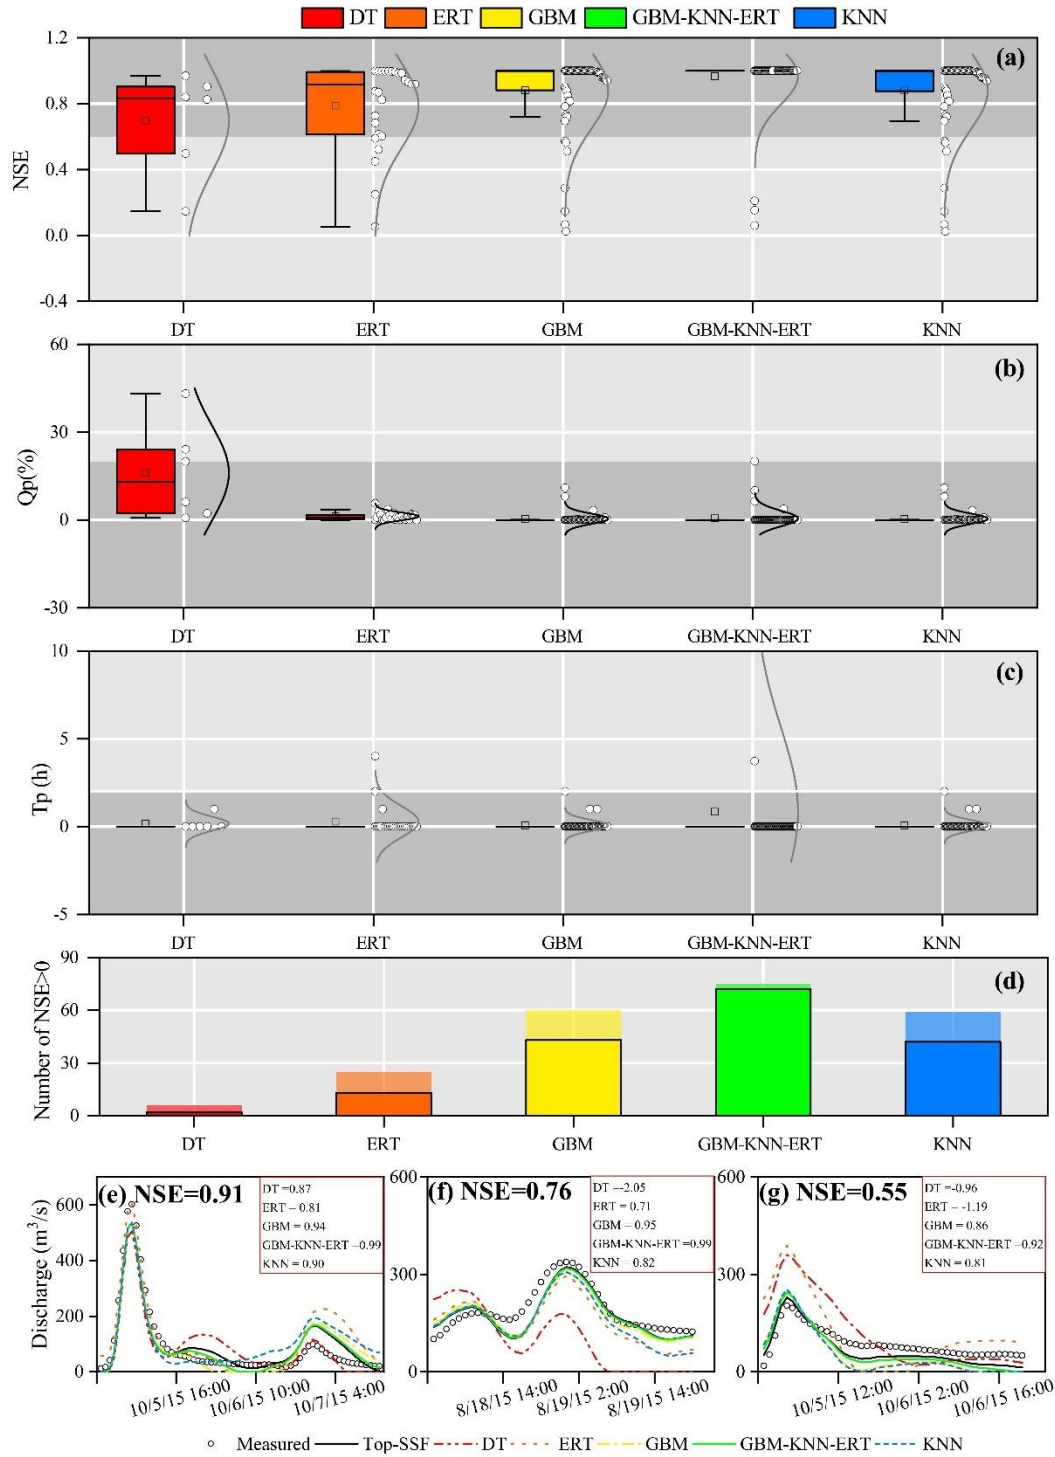 DT ERT GBM GBM-KNN-ERT KNN
(a)
NSE
1.2
0.8
0.4
0.0
-0.4
DT ERT GBM GBM-KNN-ERT KNN
(b)
Qp(%)
60
30
0
-30
DT ERT GBM GBM-KNN-ERT KNN
(c)
Tp (h)
10
5
0
-5
DT ERT GBM GBM-KNN-ERT KNN
(d)
Number of NSE>0
90
60
30
0
DT ERT GBM GBM-KNN-ERT KNN
Discharge (m³/s)
(e) NSE=0.91
600
400
200
0
DT =0.87
ERT = 0.81
GBM = 0.94
GBM-KNN-ERT =0.99
KNN = 0.90
10/5/15 16:00
10/6/15 10:00
10/7/15 4:00
(f) NSE=0.76
600
300
0
DT =-2.05
ERT = 0.71
GBM = 0.95
GBM-KNN-ERT =0.99
KNN = 0.82
8/18/15 14:00
8/19/15 2:00
8/19/15 14:00
(g) NSE=0.55
600
300
0
DT =-0.96
ERT = -1.19
GBM = 0.86
GBM-KNN-ERT =0.92
KNN = 0.81
10/5/15 12:00
10/6/15 2:00
10/6/15 16:00
Measured Top-SSF DT ERT GBM GBM-KNN-ERT KNN